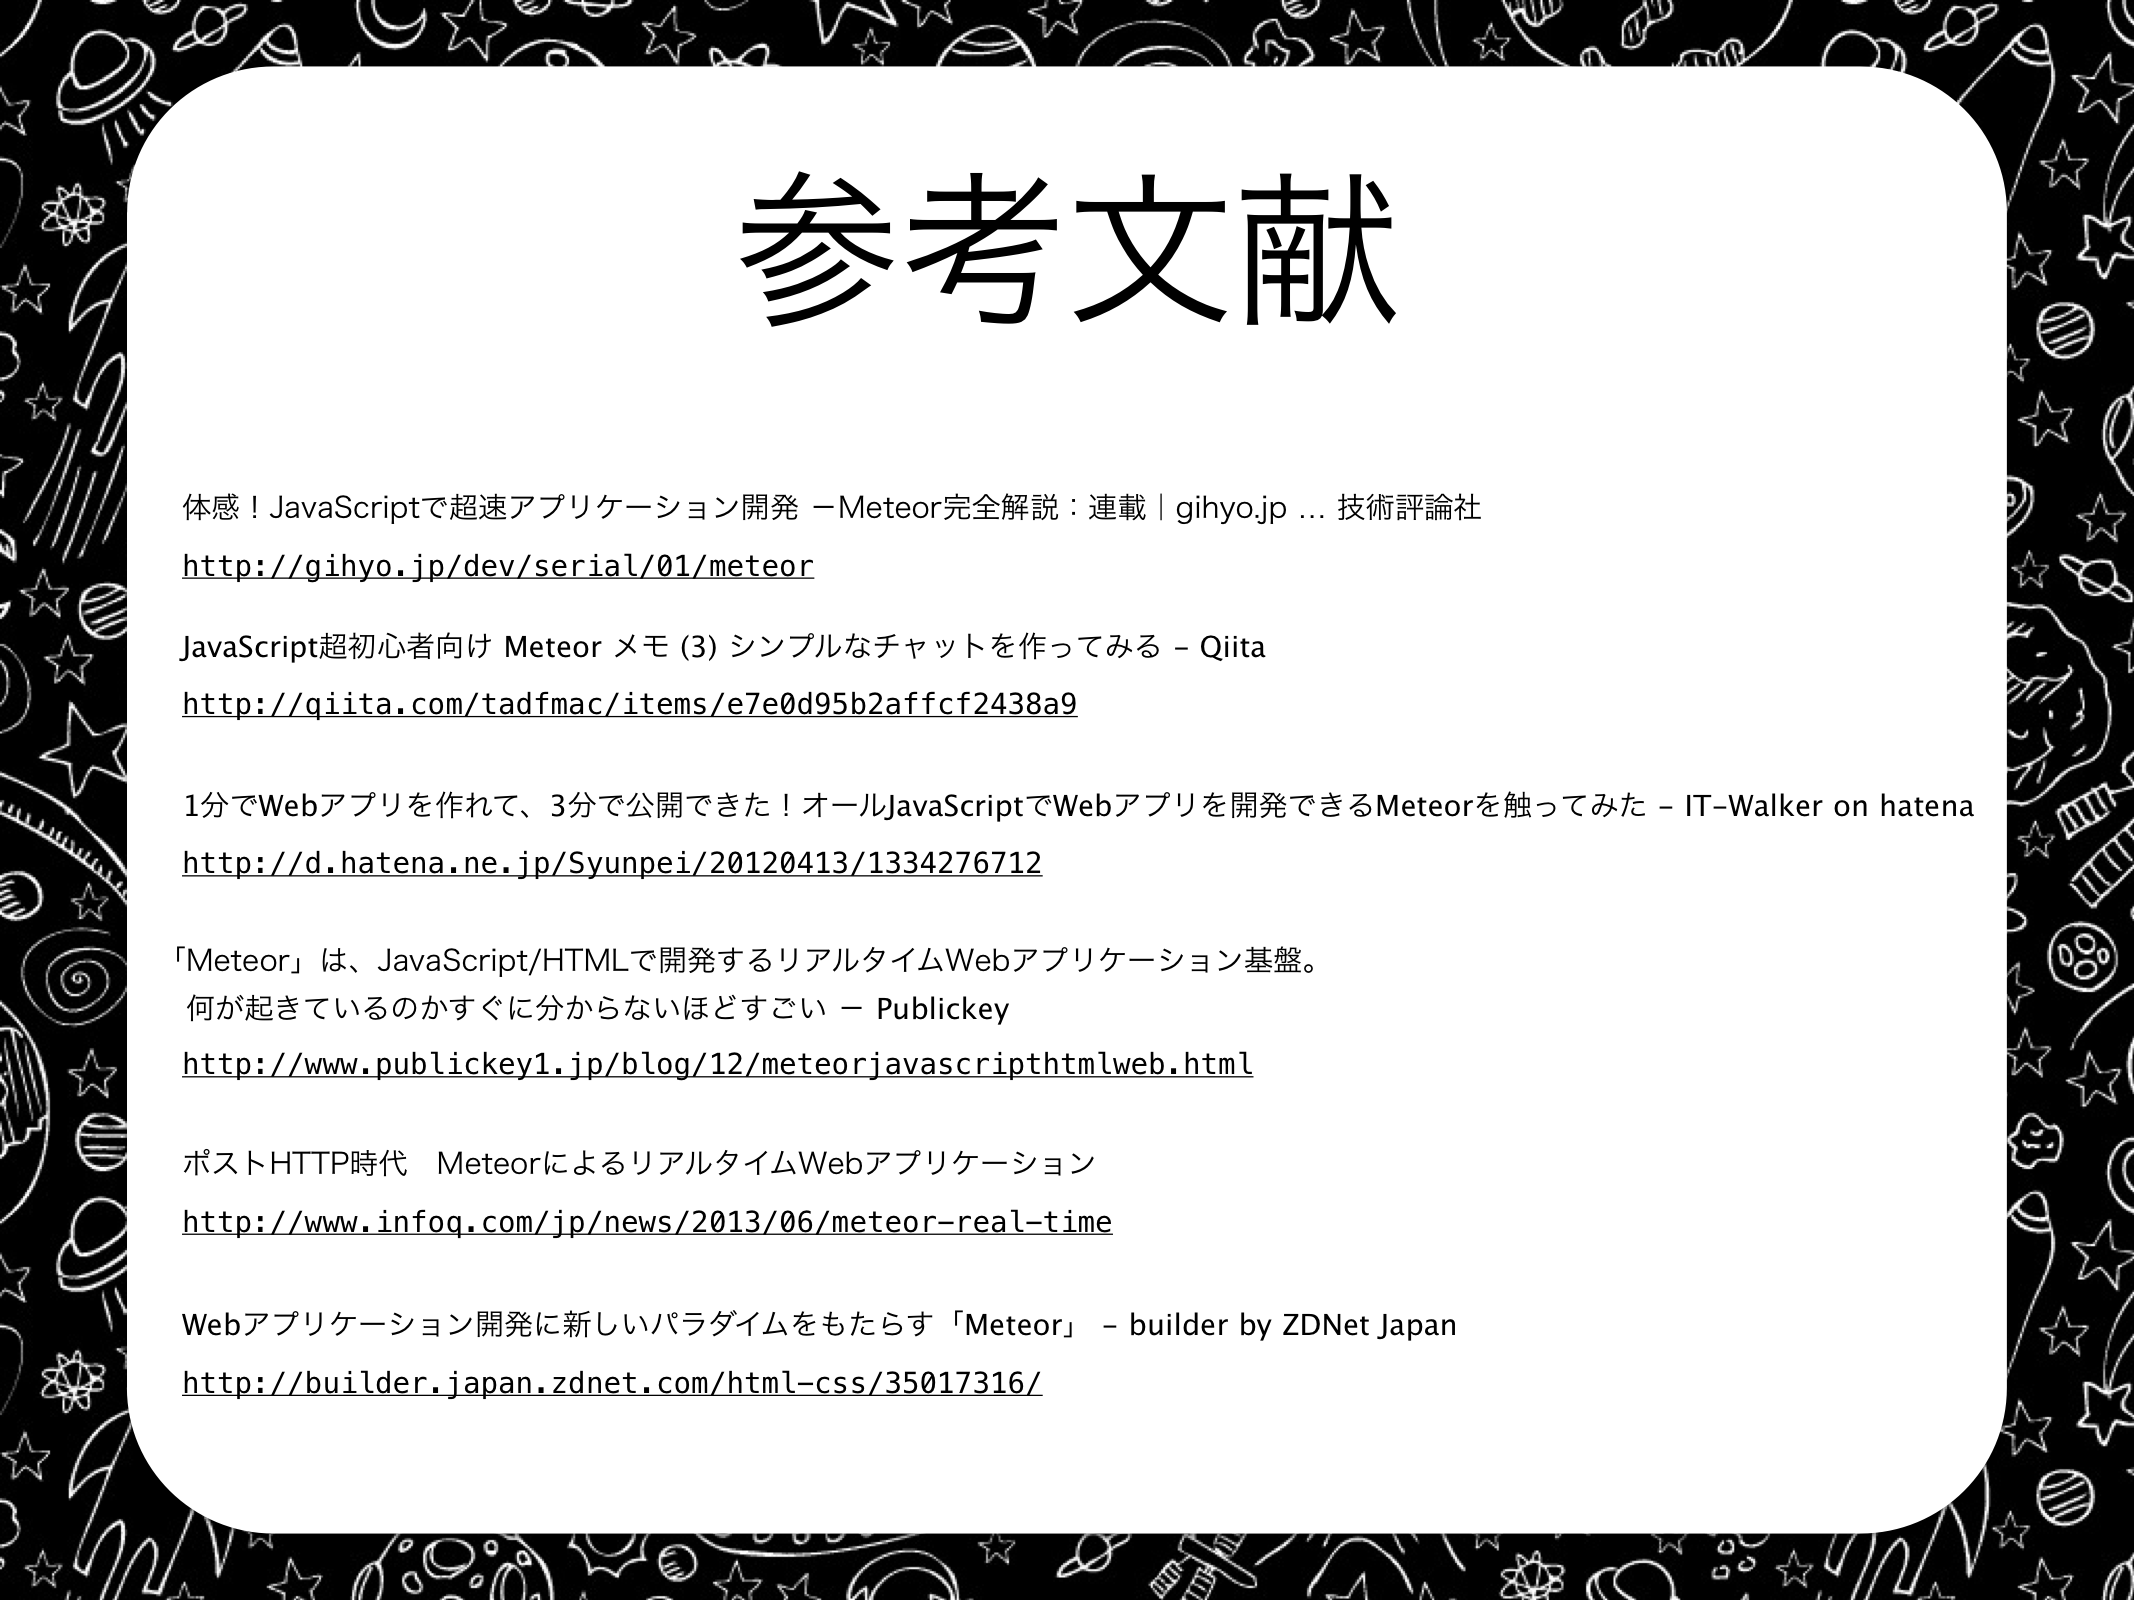 参考文献
体感！JavaScriptで超速アプリケーション開発 －Meteor完全解説：連載｜gihyo.jp … 技術評論社
http://gihyo.jp/dev/serial/01/meteor
JavaScript超初心者向け Meteor メモ (3) シンプルなチャットを作ってみる - Qiita
http://qiita.com/tadfmac/items/e7e0d95b2affcf2438a9
1分でWebアプリを作れて、3分で公開できた！オールJavaScriptでWebアプリを開発できるMeteorを触ってみた - IT-Walker on hatena
http://d.hatena.ne.jp/Syunpei/20120413/1334276712
「Meteor」は、JavaScript/HTMLで開発するリアルタイムWebアプリケーション基盤。
何が起きているのかすぐに分からないほどすごい － Publickey
http://www.publickey1.jp/blog/12/meteorjavascripthtmlweb.html
ポストHTTP時代　MeteorによるリアルタイムWebアプリケーション
http://www.infoq.com/jp/news/2013/06/meteor-real-time
Webアプリケーション開発に新しいパラダイムをもたらす「Meteor」 - builder by ZDNet Japan
http://builder.japan.zdnet.com/html-css/35017316/